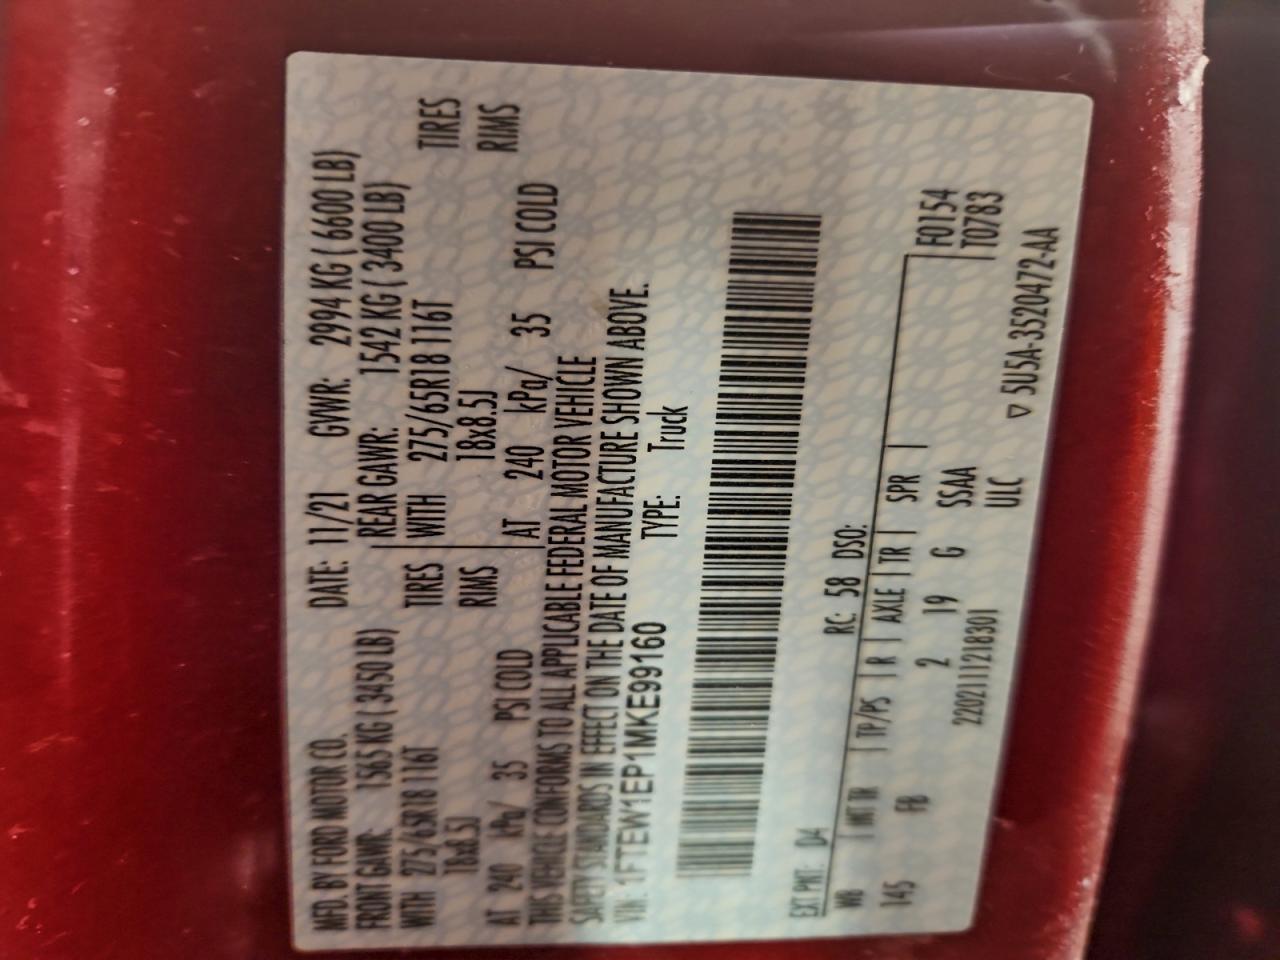 MFD. BY FORD MOTOR CO. DATE: 11/21 GVWR: 2994 KG ( 6600 LB)
FRONT GAWR: 1565 KG ( 3450 LB) REAR GAWR: 1542 KG ( 3400 LB)
WITH 275/65R18 116T TIRES WITH 275/65R18 116T TIRES
18x8.5J RIMS 18x8.5J RIMS
AT 240 kPa/ 35 PSI COLD AT 240 kPa/ 35 PSI COLD
THIS VEHICLE CONFORMS TO ALL APPLICABLE FEDERAL MOTOR VEHICLE
SAFETY STANDARDS IN EFFECT ON THE DATE OF MANUFACTURE SHOWN ABOVE.
VIN: 1FTEW1EP1MKE99160 TYPE: Truck
EXT PNT: D4 RC: 58 DSO:
WB | INT TR | TP/PS | R | AXLE | TR | SPR | F0154
145 FB 2 19 G SSAA T0783
2202111218301 ULC ▽ 5U5A-3520472-AA